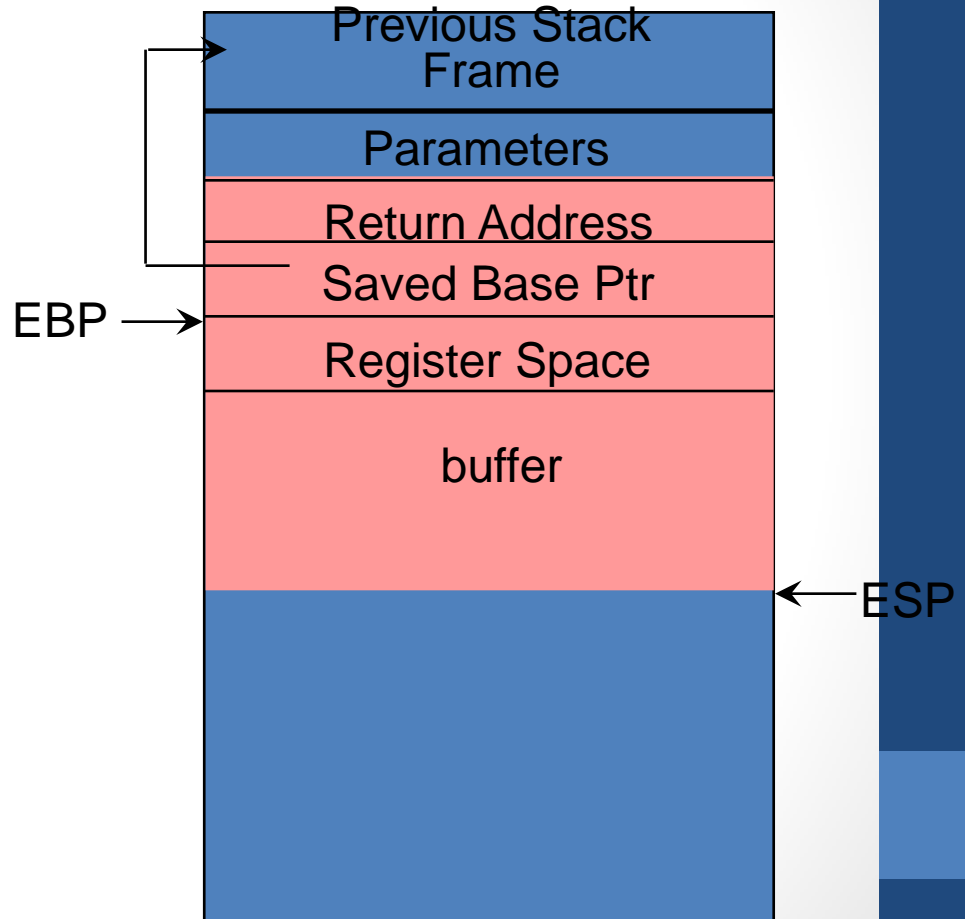 Previous Stack
Frame
Parameters
Return Address
Saved Base Ptr
EBP
Register Space
buffer
ESP